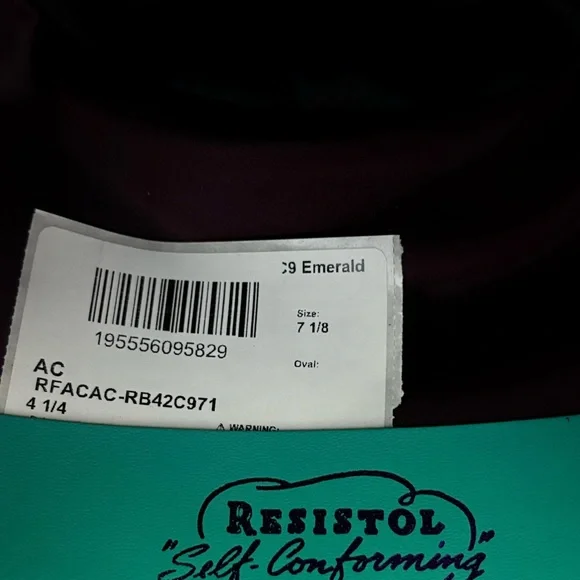 C9 Emerald
195556095829
Size:
7 1/8
Oval:
AC
RFACAC-RB42C971
4 1/4
⚠ WARNING:
RESISTOL
"Self-Conforming"